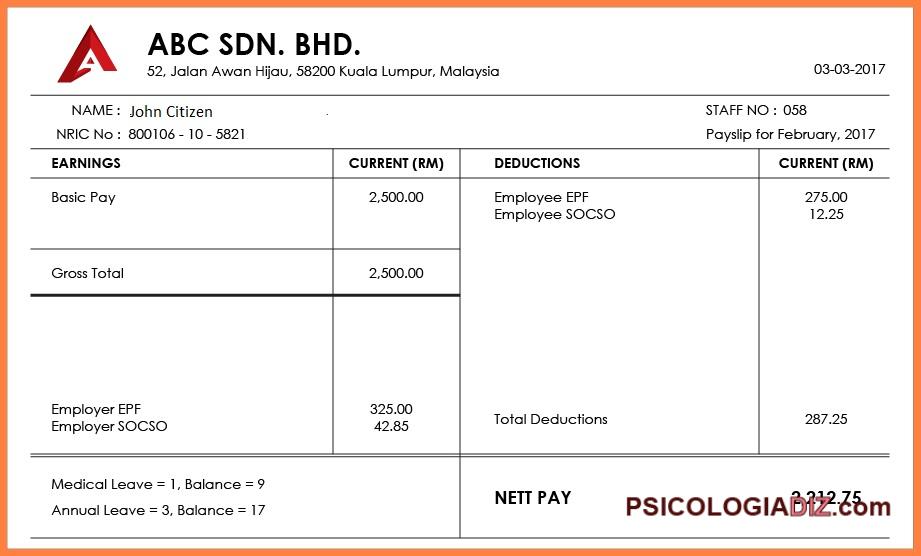 ABC SDN. BHD.
52, Jalan Awan Hijau, 58200 Kuala Lumpur, Malaysia
03-03-2017
NAME : John Citizen
STAFF NO : 058
NRIC No : 800106 - 10 - 5821
Payslip for February, 2017
EARNINGS CURRENT (RM) DEDUCTIONS CURRENT (RM)
Basic Pay 2,500.00 Employee EPF 275.00
Employee SOCSO 12.25
Gross Total 2,500.00
Employer EPF 325.00
Employer SOCSO 42.85
Total Deductions 287.25
Medical Leave = 1, Balance = 9
Annual Leave = 3, Balance = 17
NETT PAY 2,212.75
PSICOLOGIADIZ.com